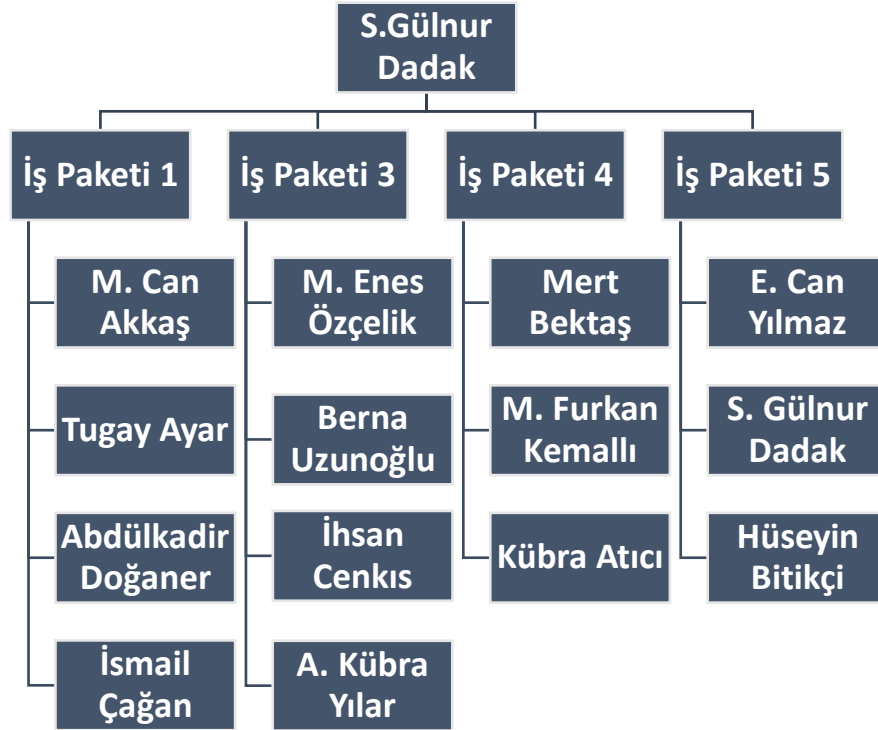 S.Gülnur
Dadak
İş Paketi 1
M. Can
Akkaş
Tugay Ayar
Abdülkadir
Doğaner
İsmail
Çağan
İş Paketi 3
M. Enes
Özçelik
Berna
Uzunoğlu
İhsan
Cenkıs
A. Kübra
Yılar
İş Paketi 4
Mert
Bektaş
M. Furkan
Kemallı
Kübra Atıcı
İş Paketi 5
E. Can
Yılmaz
S. Gülnur
Dadak
Hüseyin
Bitikçi